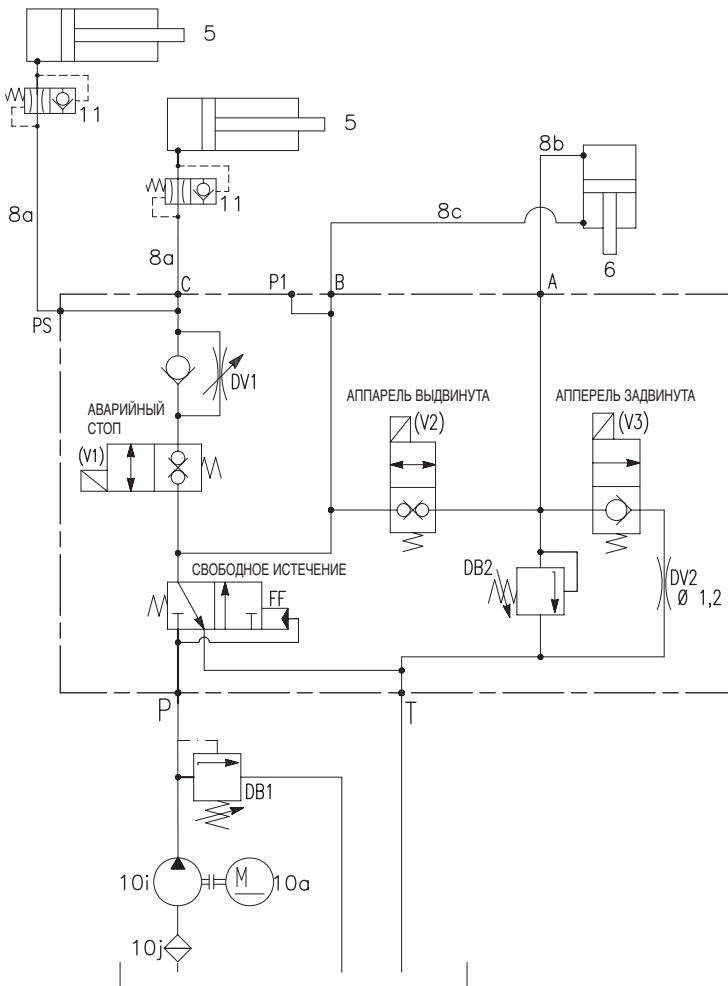 5
11
5
11
8a
8a
8b
8c
6
C
P1
B
A
PS
DV1
АВАРИЙНЫЙ
СТОП
(V1)
АППАРЕЛЬ ВЫДВИНУТА
(V2)
АППЕРЕЛЬ ЗАДВИНУТА
(V3)
СВОБОДНОЕ ИСТЕЧЕНИЕ
FF
DB2
DV2
Ø 1,2
P
T
DB1
10i
M
10a
10j